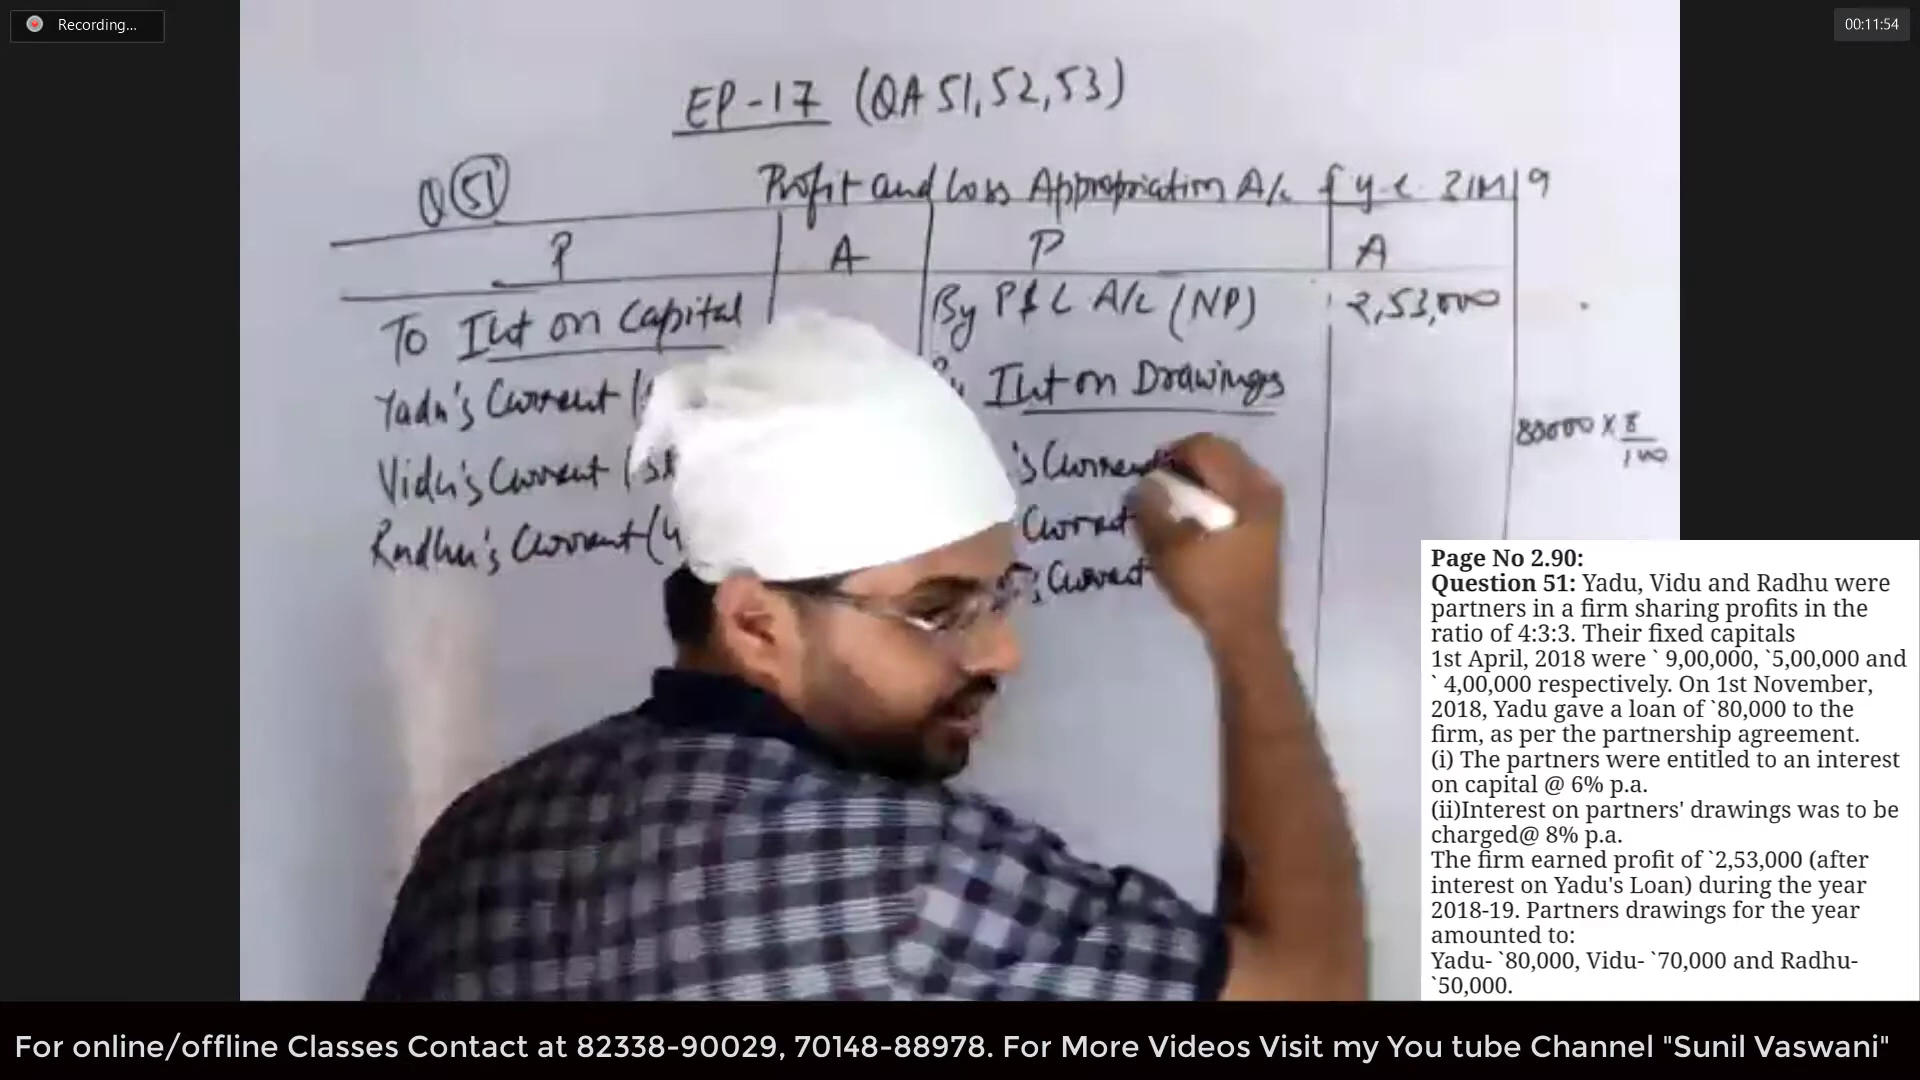 Recording...
00:11:54
EP-17 (QA 51,52,53)
Q 51 Profit and Loss Appropriation A/c f y e 31M19
P A P A
To Int on Capital By P&L A/c (NP) 2,53,000
Yadu's Current Int on Drawings
Vidu's Current 's Current 80000 x 8/100
Radhu's Current Current
Current
Page No 2.90:
Question 51: Yadu, Vidu and Radhu were
partners in a firm sharing profits in the
ratio of 4:3:3. Their fixed capitals
1st April, 2018 were ` 9,00,000, `5,00,000 and
` 4,00,000 respectively. On 1st November,
2018, Yadu gave a loan of `80,000 to the
firm, as per the partnership agreement.
(i) The partners were entitled to an interest
on capital @ 6% p.a.
(ii)Interest on partners' drawings was to be
charged@ 8% p.a.
The firm earned profit of `2,53,000 (after
interest on Yadu's Loan) during the year
2018-19. Partners drawings for the year
amounted to:
Yadu- `80,000, Vidu- `70,000 and Radhu-
`50,000.
For online/offline Classes Contact at 82338-90029, 70148-88978. For More Videos Visit my You tube Channel "Sunil Vaswani"